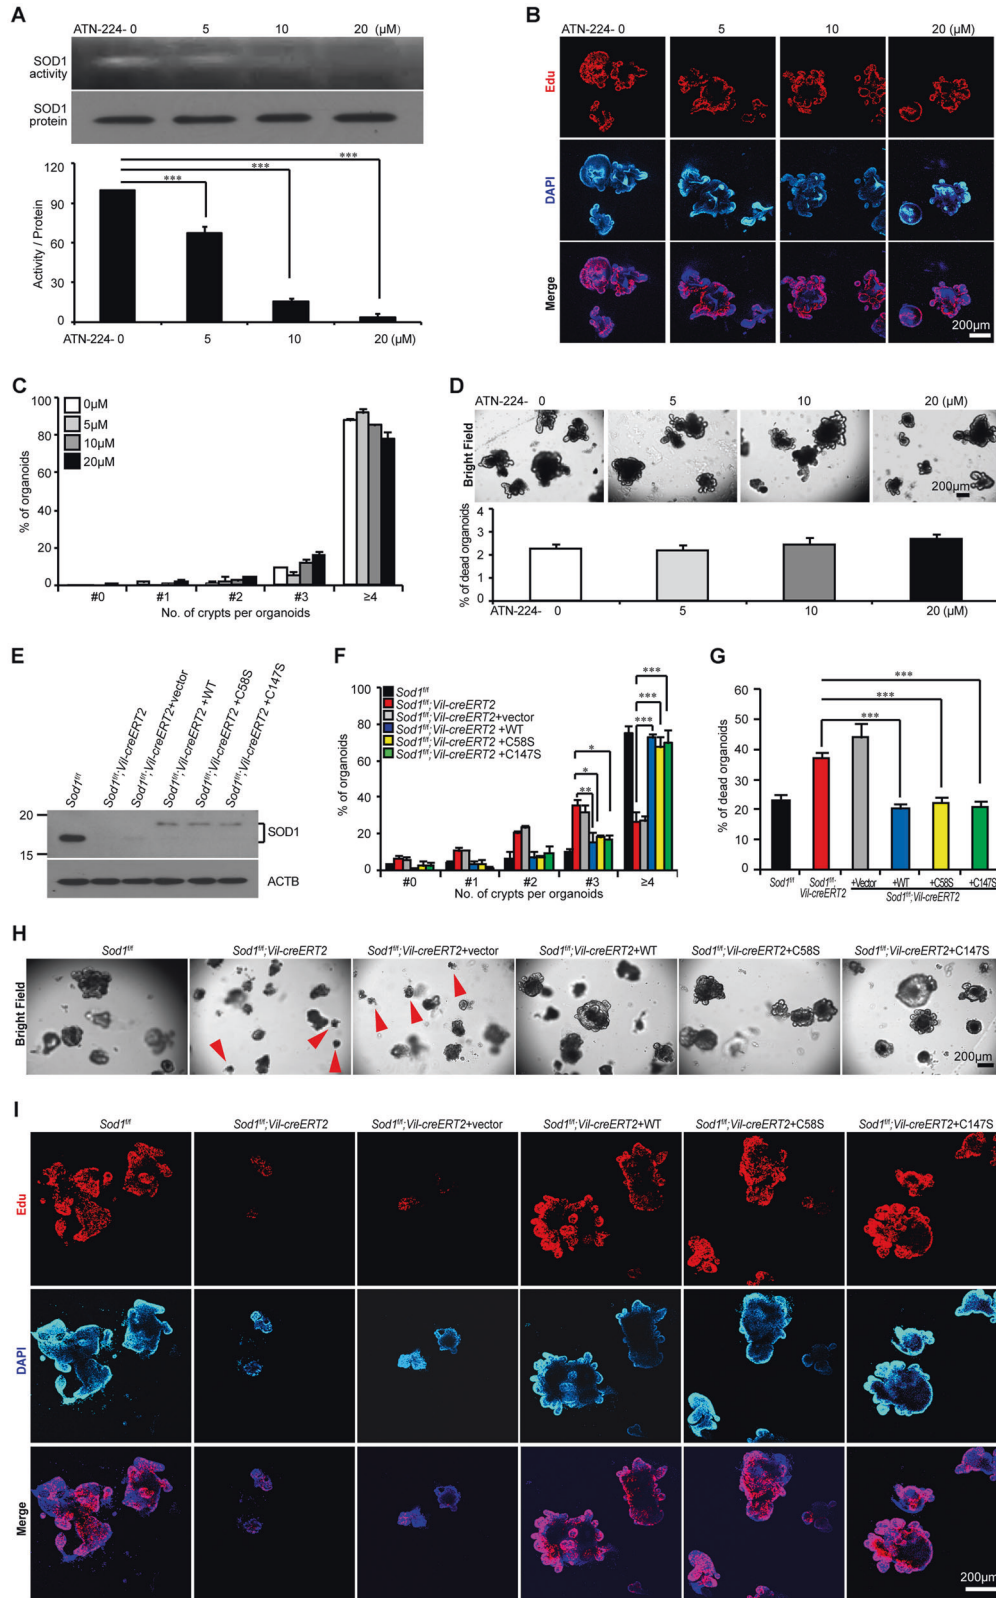 A
ATN-224- 0 5 10 20 (μM)
SOD1
activity
SOD1
protein
***
***
***
120
90
60
30
0
Activity / Protein
ATN-224- 0 5 10 20 (μM)
B
ATN-224- 0 5 10 20 (μM)
Edu
DAPI
Merge
200μm
C
100
80
60
40
20
0
% of organoids
0μM
5μM
10μM
20μM
#0 #1 #2 #3 ≥4
No. of crypts per organoids
D
ATN-224- 0 5 10 20 (μM)
Bright Field
200μm
4
3
2
1
0
% of dead organoids
ATN-224- 0 5 10 20 (μM)
E
Sod1f/f
Sod1f/f;Vil-creERT2
Sod1f/f;Vil-creERT2+vector
Sod1f/f;Vil-creERT2 +WT
Sod1f/f;Vil-creERT2 +C58S
Sod1f/f;Vil-creERT2 +C147S
20
15
SOD1
ACTB
F
100
80
60
40
20
0
% of organoids
Sod1f/f
Sod1f/f;Vil-creERT2
Sod1f/f;Vil-creERT2+vector
Sod1f/f;Vil-creERT2 +WT
Sod1f/f;Vil-creERT2 +C58S
Sod1f/f;Vil-creERT2 +C147S
*
*
**
***
***
***
#0 #1 #2 #3 ≥4
No. of crypts per organoids
G
60
50
40
30
20
10
0
% of dead organoids
***
***
***
Sod1f/f
Sod1f/f;
Vil-creERT2
+Vector +WT +C58S +C147S
Sod1f/f;Vil-creERT2
H
Sod1f/f Sod1f/f;Vil-creERT2 Sod1f/f;Vil-creERT2+vector Sod1f/f;Vil-creERT2+WT Sod1f/f;Vil-creERT2+C58S Sod1f/f;Vil-creERT2+C147S
Bright Field
200μm
I
Sod1f/f Sod1f/f;Vil-creERT2 Sod1f/f;Vil-creERT2+vector Sod1f/f;Vil-creERT2+WT Sod1f/f;Vil-creERT2+C58S Sod1f/f;Vil-creERT2+C147S
Edu
DAPI
Merge
200μm